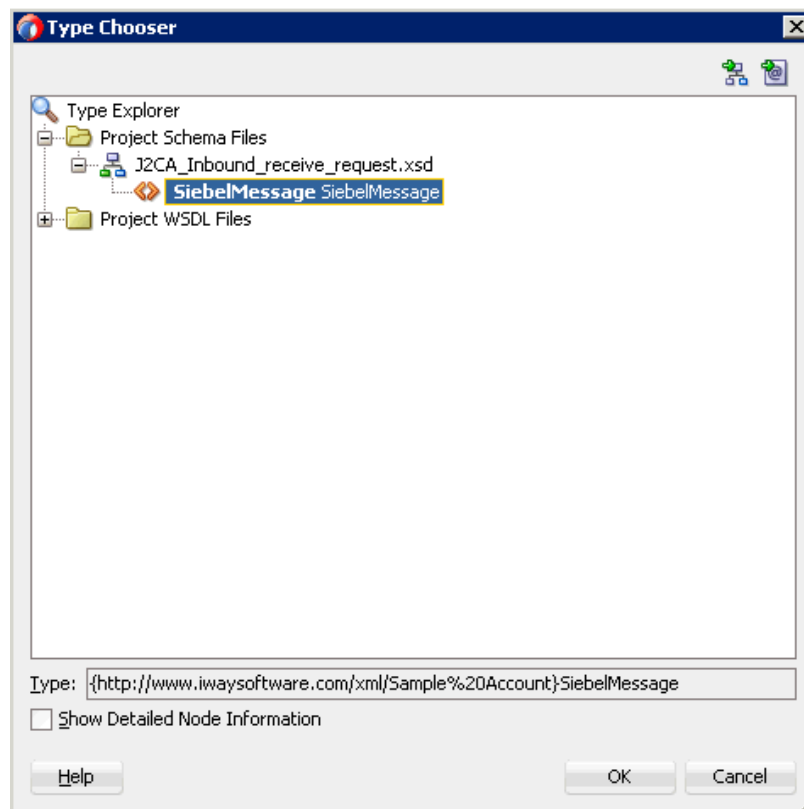 Type Chooser
Type Explorer
Project Schema Files
J2CA_Inbound_receive_request.xsd
SiebelMessage SiebelMessage
Project WSDL Files
Type: {http://www.iwaysoftware.com/xml/Sample%20Account}SiebelMessage
Show Detailed Node Information
Help OK Cancel